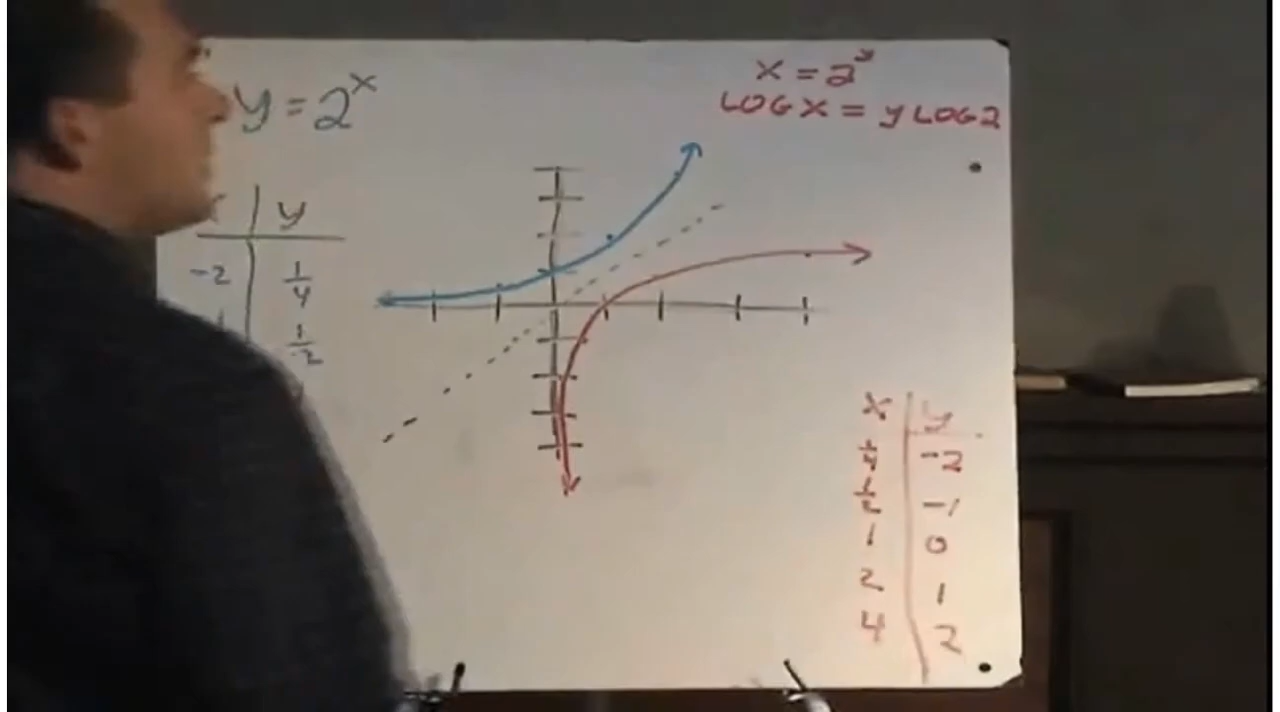 y = 2^x
x = 2^y
LOG x = y LOG 2
y
-2 1/4
1/2
x y
1/4 -2
1/2 -1
1 0
2 1
4 2